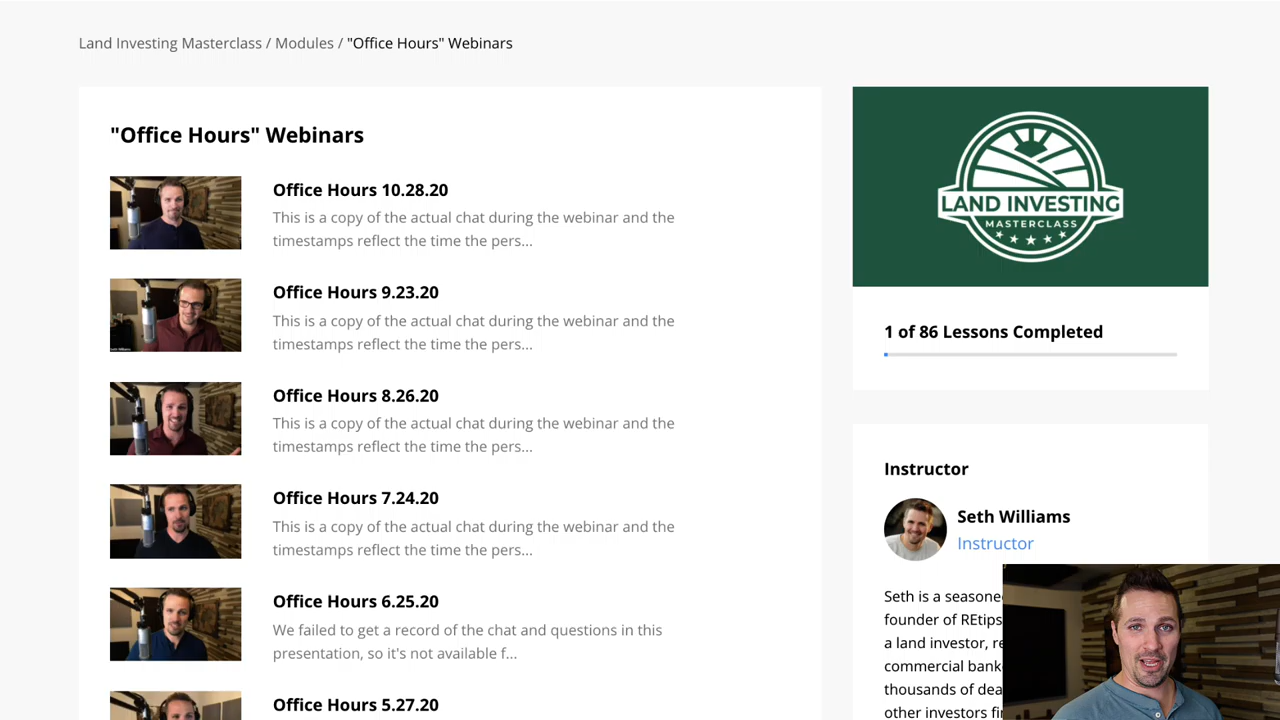 Land Investing Masterclass / Modules / "Office Hours" Webinars
"Office Hours" Webinars
Office Hours 10.28.20
This is a copy of the actual chat during the webinar and the
timestamps reflect the time the pers...
Office Hours 9.23.20
This is a copy of the actual chat during the webinar and the
timestamps reflect the time the pers...
Office Hours 8.26.20
This is a copy of the actual chat during the webinar and the
timestamps reflect the time the pers...
Office Hours 7.24.20
This is a copy of the actual chat during the webinar and the
timestamps reflect the time the pers...
Office Hours 6.25.20
We failed to get a record of the chat and questions in this
presentation, so it's not available f...
Office Hours 5.27.20
LAND INVESTING
MASTERCLASS
1 of 86 Lessons Completed
Instructor
Seth Williams
Instructor
Seth is a seasone
founder of REtips
a land investor, re
commercial bank
thousands of dea
other investors fi